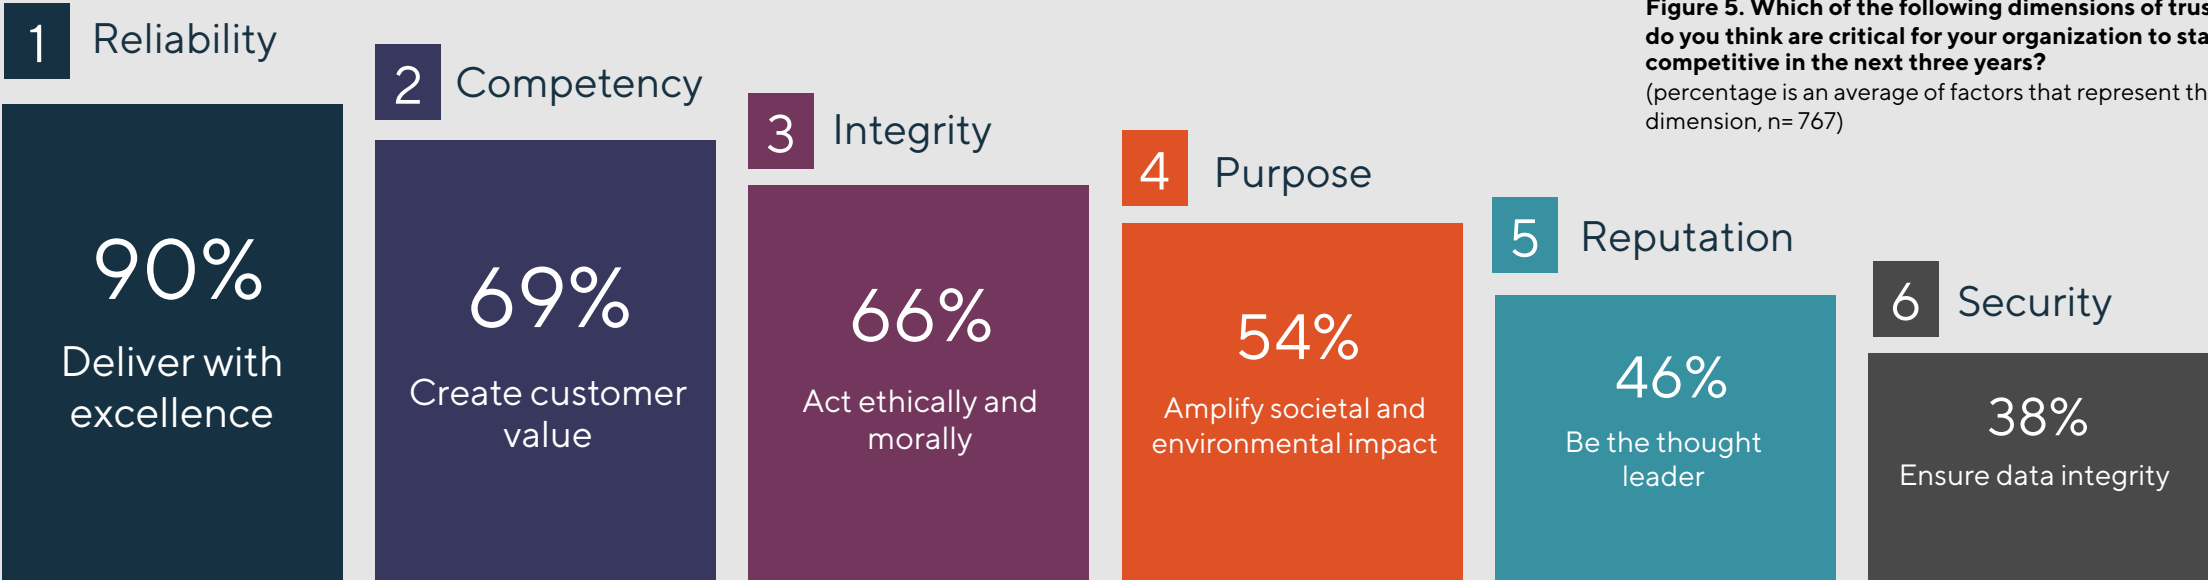 1 Reliability
90%
Deliver with
excellence
2 Competency
69%
Create customer
value
3 Integrity
66%
Act ethically and
morally
4 Purpose
54%
Amplify societal and
environmental impact
5 Reputation
46%
Be the thought
leader
6 Security
38%
Ensure data integrity
Figure 5. Which of the following dimensions of trus
do you think are critical for your organization to sta
competitive in the next three years?
(percentage is an average of factors that represent th
dimension, n= 767)